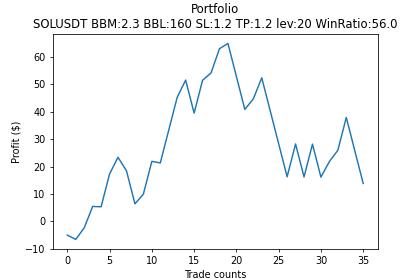 Portfolio
SOLUSDT BBM:2.3 BBL:160 SL:1.2 TP:1.2 lev:20 WinRatio:56.0
Profit ($)
60
50
40
30
20
10
0
−10
0 5 10 15 20 25 30 35
Trade counts